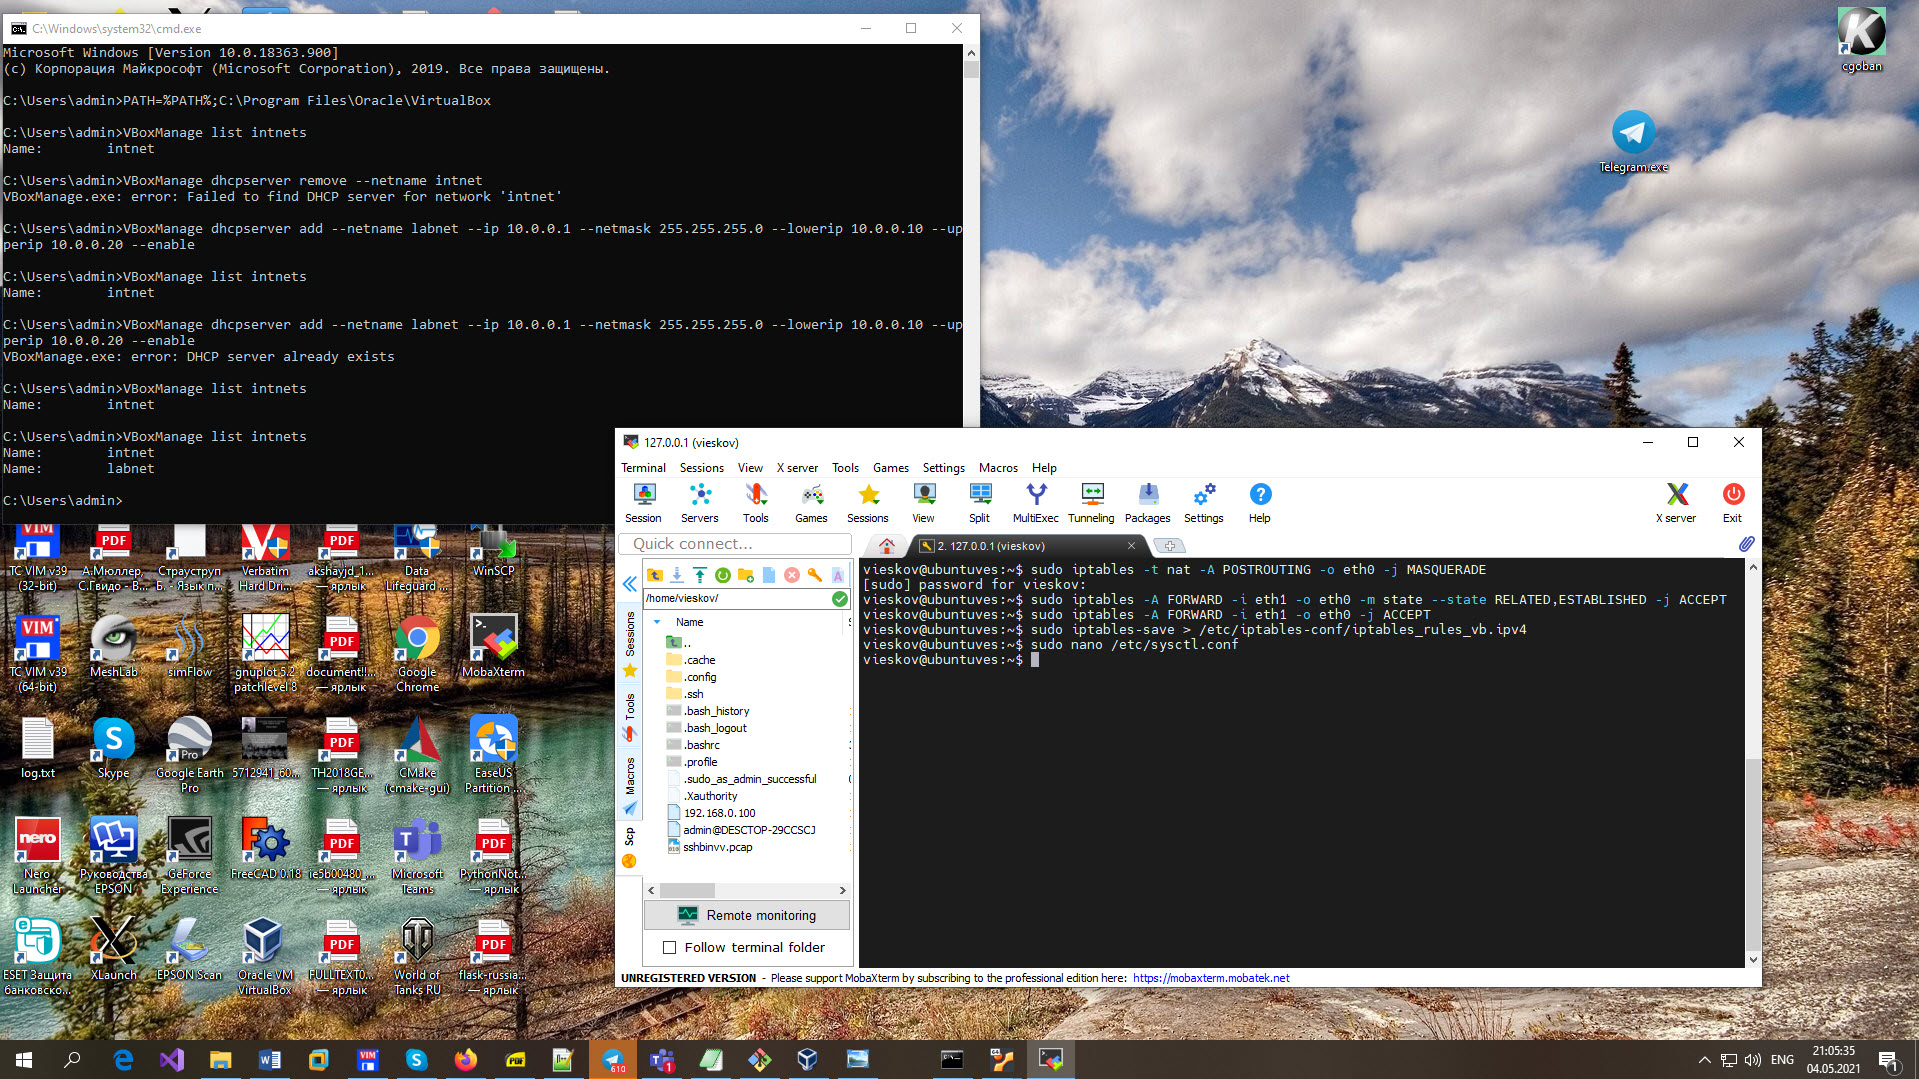 C:\Windows\system32\cmd.exe
Microsoft Windows [Version 10.0.18363.900]
(c) Корпорация Майкрософт (Microsoft Corporation), 2019. Все права защищены.
C:\Users\admin>PATH=%PATH%;C:\Program Files\Oracle\VirtualBox
C:\Users\admin>VBoxManage list intnets
Name: intnet
C:\Users\admin>VBoxManage dhcpserver remove --netname intnet
VBoxManage.exe: error: Failed to find DHCP server for network 'intnet'
C:\Users\admin>VBoxManage dhcpserver add --netname labnet --ip 10.0.0.1 --netmask 255.255.255.0 --lowerip 10.0.0.10 --up
perip 10.0.0.20 --enable
C:\Users\admin>VBoxManage list intnets
Name: intnet
C:\Users\admin>VBoxManage dhcpserver add --netname labnet --ip 10.0.0.1 --netmask 255.255.255.0 --lowerip 10.0.0.10 --up
perip 10.0.0.20 --enable
VBoxManage.exe: error: DHCP server already exists
C:\Users\admin>VBoxManage list intnets
Name: intnet
C:\Users\admin>VBoxManage list intnets
Name: intnet
Name: labnet
C:\Users\admin>
cgoban
Telegram.exe
127.0.0.1 (vieskov)
Terminal Sessions View X server Tools Games Settings Macros Help
Session Servers Tools Games Sessions View Split MultiExec Tunneling Packages Settings Help X server Exit
Quick connect...
2. 127.0.0.1 (vieskov)
/home/vieskov/
Name
..
.cache
.config
.ssh
.bash_history
.bash_logout
.bashrc
.profile
.sudo_as_admin_successful
.Xauthority
192.168.0.100
admin@DESCTOP-29CCSCJ
sshbinvv.pcap
Sessions
Tools
Macros
Scp
Remote monitoring
Follow terminal folder
vieskov@ubuntuves:~$ sudo iptables -t nat -A POSTROUTING -o eth0 -j MASQUERADE
[sudo] password for vieskov:
vieskov@ubuntuves:~$ sudo iptables -A FORWARD -i eth1 -o eth0 -m state --state RELATED,ESTABLISHED -j ACCEPT
vieskov@ubuntuves:~$ sudo iptables -A FORWARD -i eth1 -o eth0 -j ACCEPT
vieskov@ubuntuves:~$ sudo iptables-save > /etc/iptables-conf/iptables_rules_vb.ipv4
vieskov@ubuntuves:~$ sudo nano /etc/sysctl.conf
vieskov@ubuntuves:~$
UNREGISTERED VERSION - Please support MobaXterm by subscribing to the professional edition here: https://mobaxterm.mobatek.net
TC VIM v39 (32-bit)
А.Мюллер, С.Гвидо - В...
Страуструп Б. - Язык п...
Verbatim Hard Dri...
akshayjd_1... — ярлык
Data Lifeguard ...
WinSCP
TC VIM v39 (64-bit)
MeshLab
simFlow
gnuplot 5.2 patchlevel 8
document!!... — ярлык
Google Chrome
MobaXterm
log.txt
Skype
Google Earth Pro
5712941_60...
TH2018GE... — ярлык
CMake (cmake-gui)
EaseUS Partition ...
Nero Launcher
Руководства EPSON
GeForce Experience
FreeCAD 0.18
ie5b00480_... — ярлык
Microsoft Teams
PythonNot... — ярлык
ESET Защита банковско...
XLaunch
EPSON Scan
Oracle VM VirtualBox
FULLTEXT0... — ярлык
World of Tanks RU
flask-russia... — ярлык
ENG
21:05:35
04.05.2021